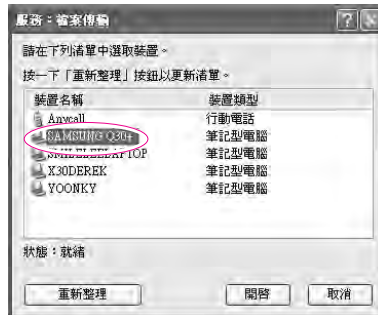 服務：檔案傳輸
請在下列清單中選取裝置。
按一下「重新整理」按鈕以更新清單。
裝置名稱 裝置類型
Anycall 行動電話
SAMSUNG Q30+ 筆記型電腦
筆記型電腦
X30DEREK 筆記型電腦
YOONKY 筆記型電腦
狀態：就緒
重新整理 開啓 取消